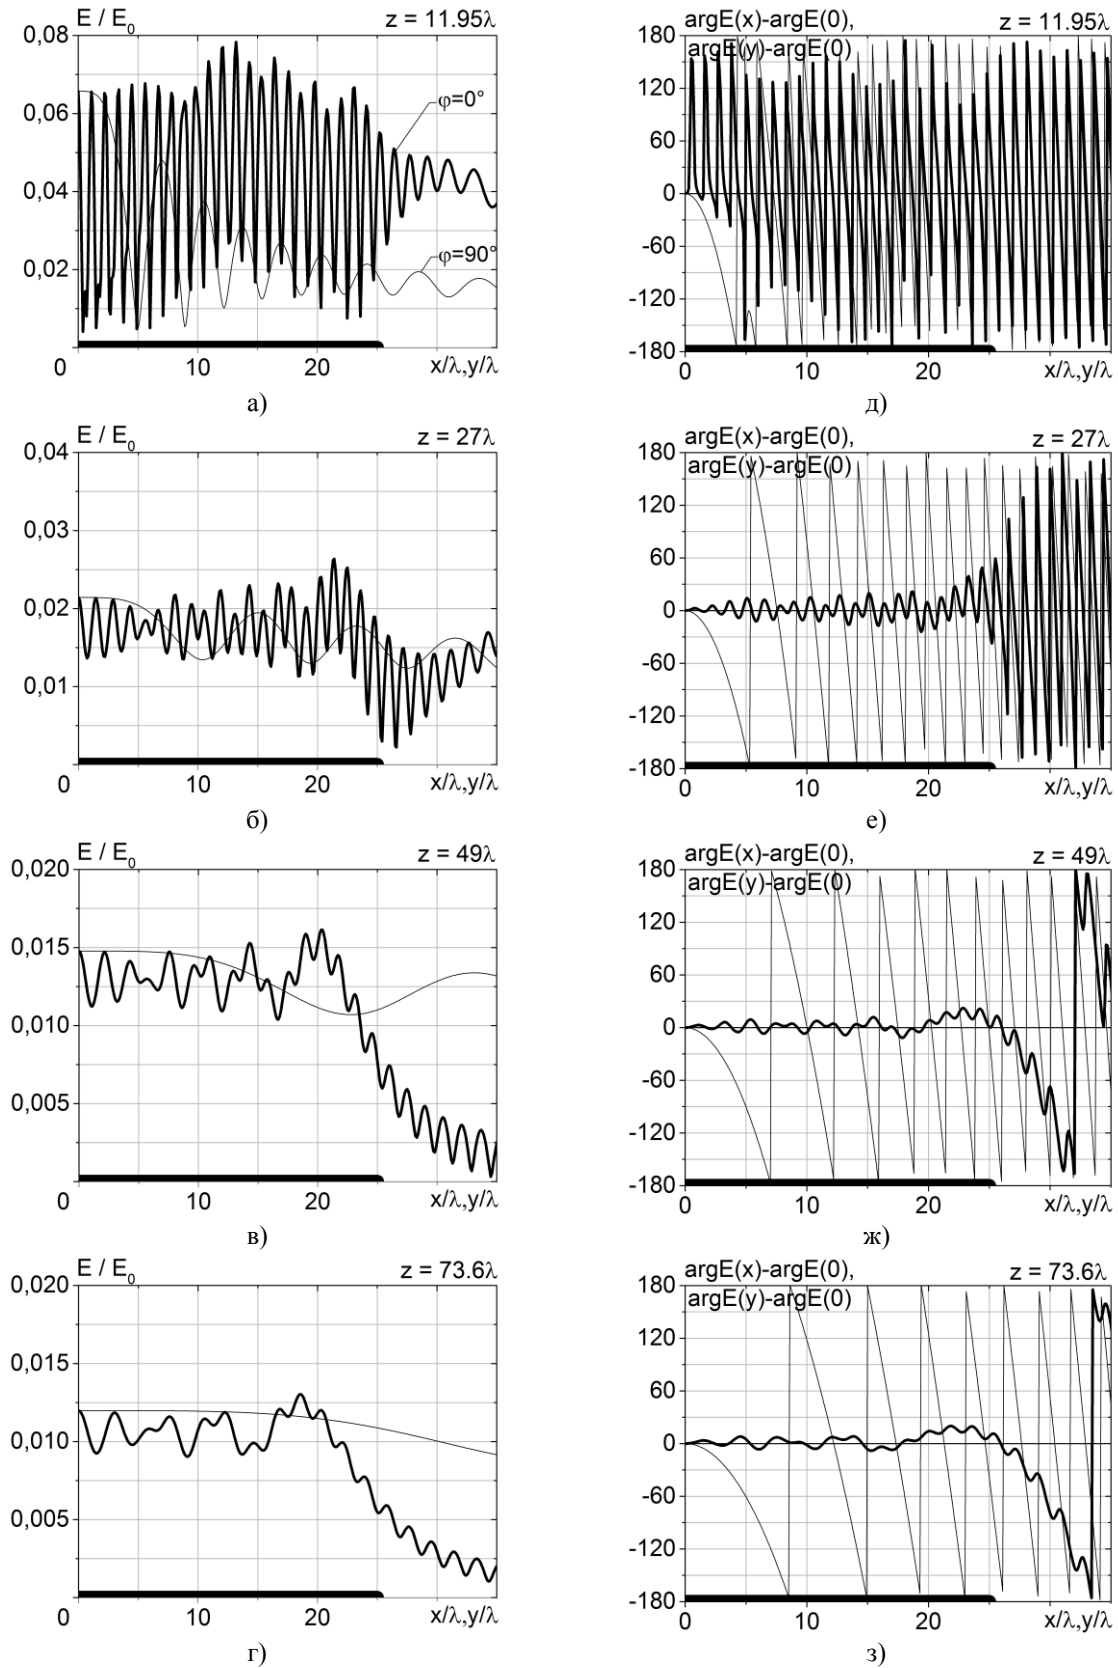 E / E₀
z = 11.95λ
0,08
0,06
0,04
0,02
φ=0°
φ=90°
0
10
20
x/λ,y/λ
а)
argE(x)-argE(0),
argE(y)-argE(0)
z = 11.95λ
180
120
60
0
-60
-120
-180
0
10
20
x/λ,y/λ
д)
E / E₀
z = 27λ
0,04
0,03
0,02
0,01
0
10
20
x/λ,y/λ
б)
argE(x)-argE(0),
argE(y)-argE(0)
z = 27λ
180
120
60
0
-60
-120
-180
0
10
20
x/λ,y/λ
е)
E / E₀
z = 49λ
0,020
0,015
0,010
0,005
0
10
20
x/λ,y/λ
в)
argE(x)-argE(0),
argE(y)-argE(0)
z = 49λ
180
120
60
0
-60
-120
-180
0
10
20
x/λ,y/λ
ж)
E / E₀
z = 73.6λ
0,020
0,015
0,010
0,005
0
10
20
x/λ,y/λ
г)
argE(x)-argE(0),
argE(y)-argE(0)
z = 73.6λ
180
120
60
0
-60
-120
-180
0
10
20
x/λ,y/λ
з)